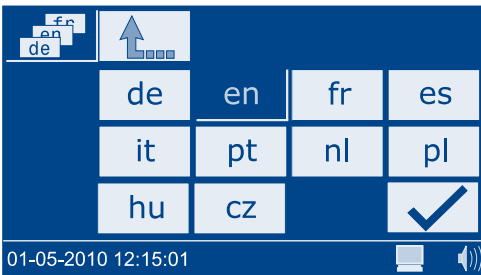 fr
en
de
de en fr es
it pt nl pl
hu cz
01-05-2010 12:15:01